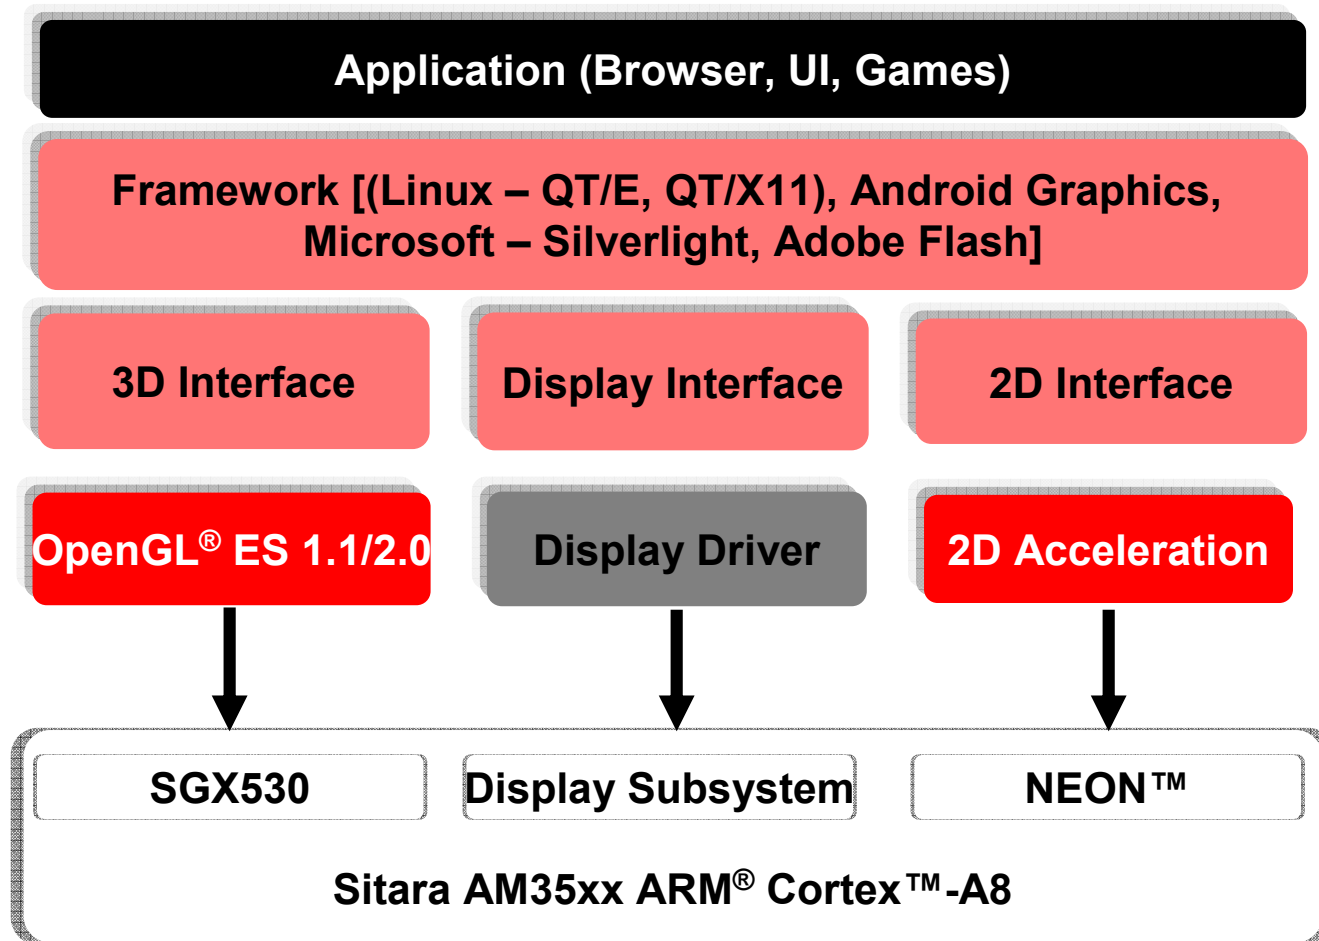 Application (Browser, UI, Games)
Framework [(Linux – QT/E, QT/X11), Android Graphics,
Microsoft – Silverlight, Adobe Flash]
3D Interface
Display Interface
2D Interface
OpenGL® ES 1.1/2.0
Display Driver
2D Acceleration
SGX530
Display Subsystem
NEON™
Sitara AM35xx ARM® Cortex™-A8